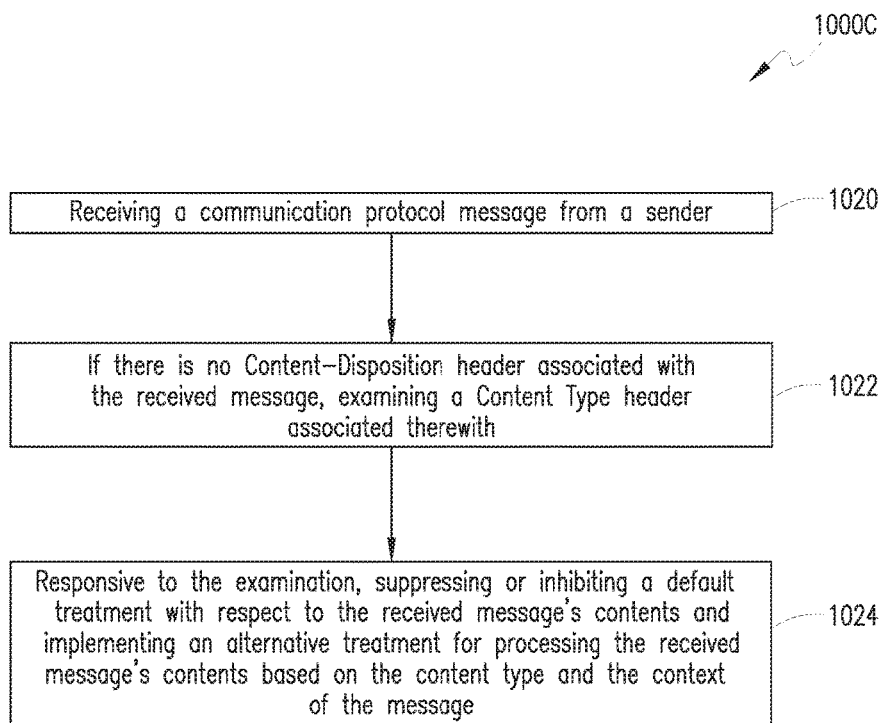 1000C
Receiving a communication protocol message from a sender
1020
If there is no Content-Disposition header associated with
the received message, examining a Content Type header
associated therewith
1022
Responsive to the examination, suppressing or inhibiting a default
treatment with respect to the received message's contents and
implementing an alternative treatment for processing the received
message's contents based on the content type and the context
of the message
1024